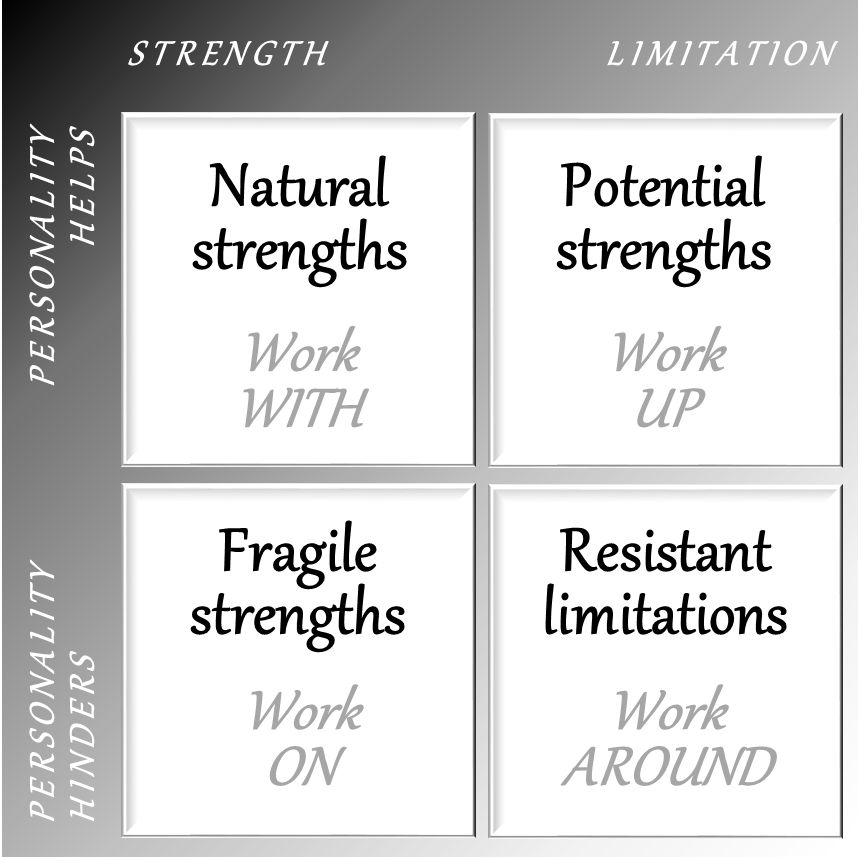 STRENGTH
LIMITATION
PERSONALITY
HELPS
Natural
strengths
Work
WITH
Potential
strengths
Work
UP
PERSONALITY
HINDERS
Fragile
strengths
Work
ON
Resistant
limitations
Work
AROUND